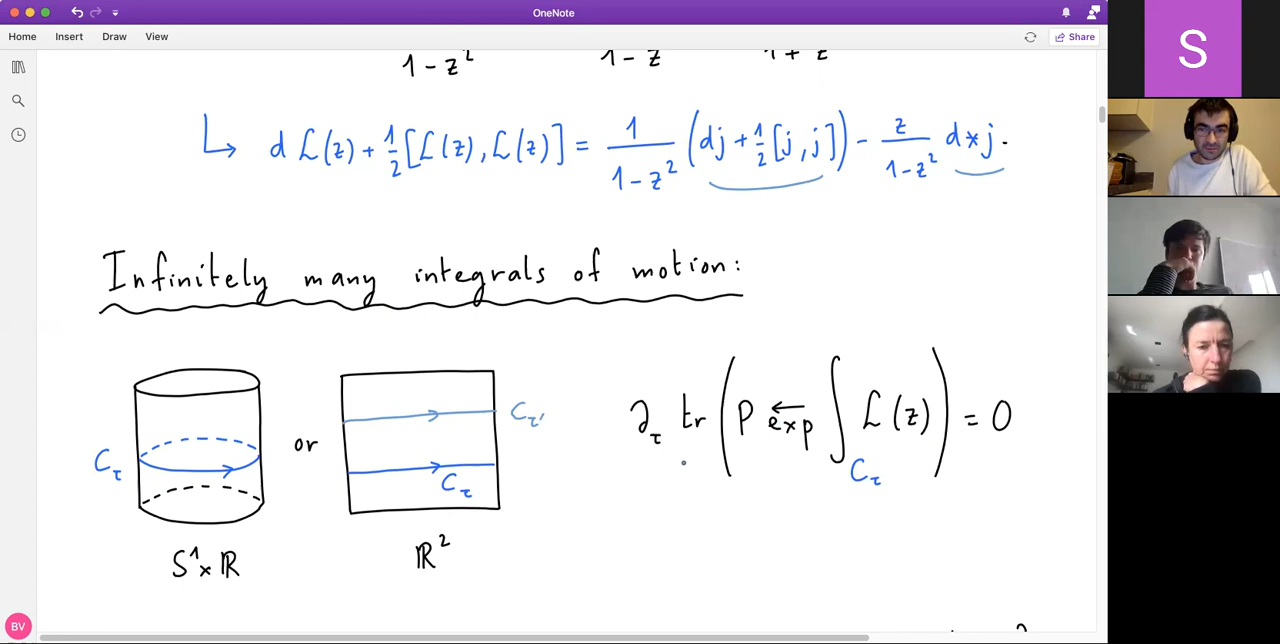 OneNote
Home Insert Draw View Share
1 - z² 1 - z 1 + z
↳ dℒ(z) + ½[ℒ(z), ℒ(z)] = 1/(1-z²) (dj + ½[j, j]) - z/(1-z²) d*j.
Infinitely many integrals of motion:
C_τ or C_τ' C_τ
∂_τ tr (P exp← ∫_{C_τ} ℒ(z)) = 0
S¹ × ℝ ℝ²
BV
S